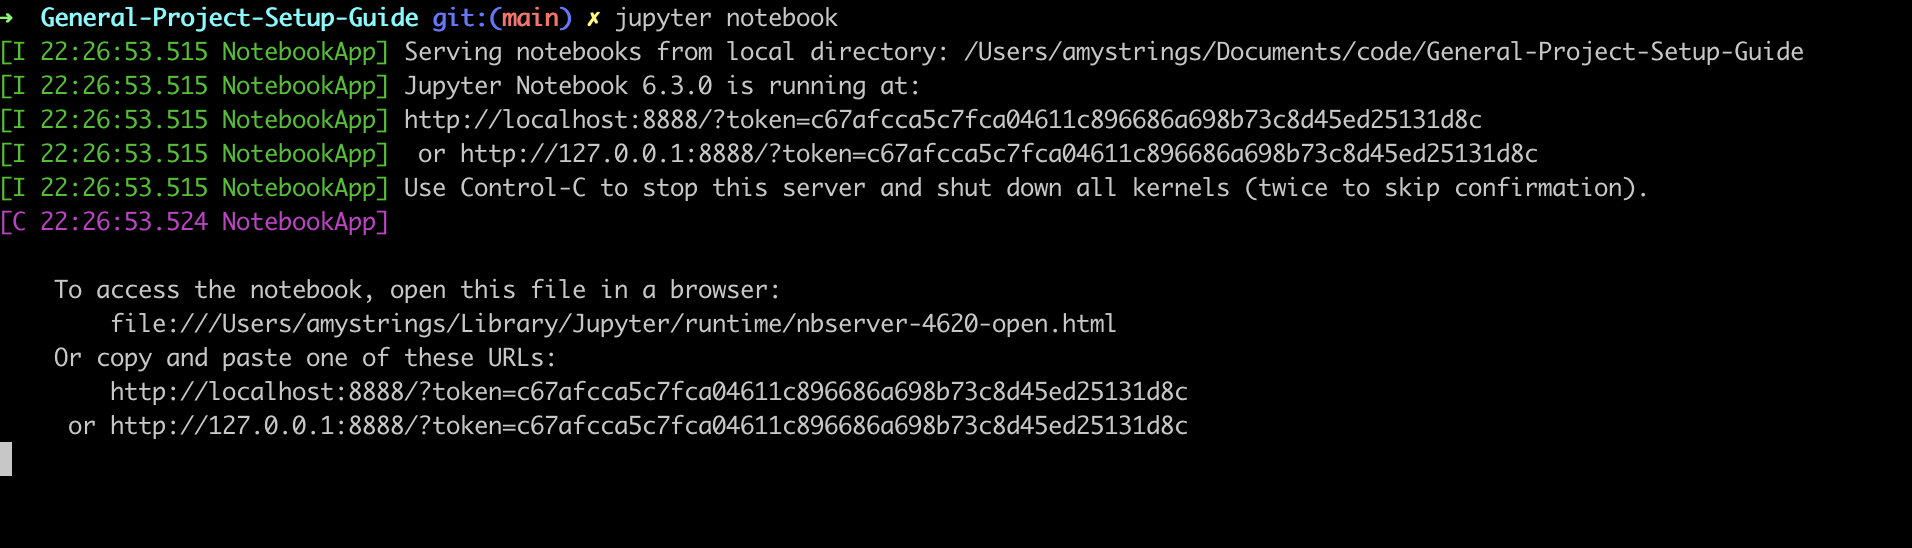 ➜  General-Project-Setup-Guide git:(main) ✗ jupyter notebook
[I 22:26:53.515 NotebookApp] Serving notebooks from local directory: /Users/amystrings/Documents/code/General-Project-Setup-Guide
[I 22:26:53.515 NotebookApp] Jupyter Notebook 6.3.0 is running at:
[I 22:26:53.515 NotebookApp] http://localhost:8888/?token=c67afcca5c7fca04611c896686a698b73c8d45ed25131d8c
[I 22:26:53.515 NotebookApp]  or http://127.0.0.1:8888/?token=c67afcca5c7fca04611c896686a698b73c8d45ed25131d8c
[I 22:26:53.515 NotebookApp] Use Control-C to stop this server and shut down all kernels (twice to skip confirmation).
[C 22:26:53.524 NotebookApp]
To access the notebook, open this file in a browser:
file:///Users/amystrings/Library/Jupyter/runtime/nbserver-4620-open.html
Or copy and paste one of these URLs:
http://localhost:8888/?token=c67afcca5c7fca04611c896686a698b73c8d45ed25131d8c
or http://127.0.0.1:8888/?token=c67afcca5c7fca04611c896686a698b73c8d45ed25131d8c